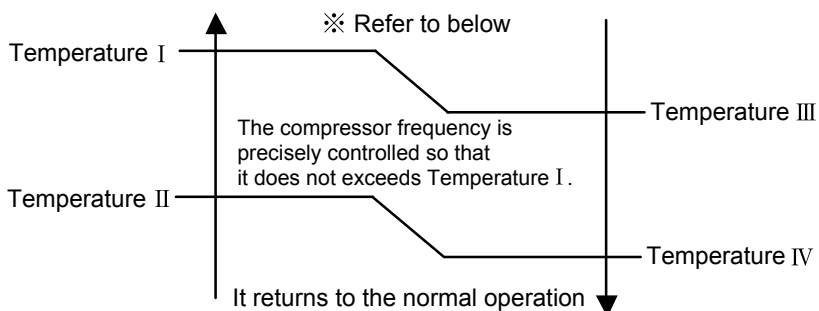 ※ Refer to below
Temperature Ⅰ
Temperature Ⅲ
The compressor frequency is
precisely controlled so that
it does not exceeds Temperature Ⅰ.
Temperature Ⅱ
Temperature Ⅳ
It returns to the normal operation